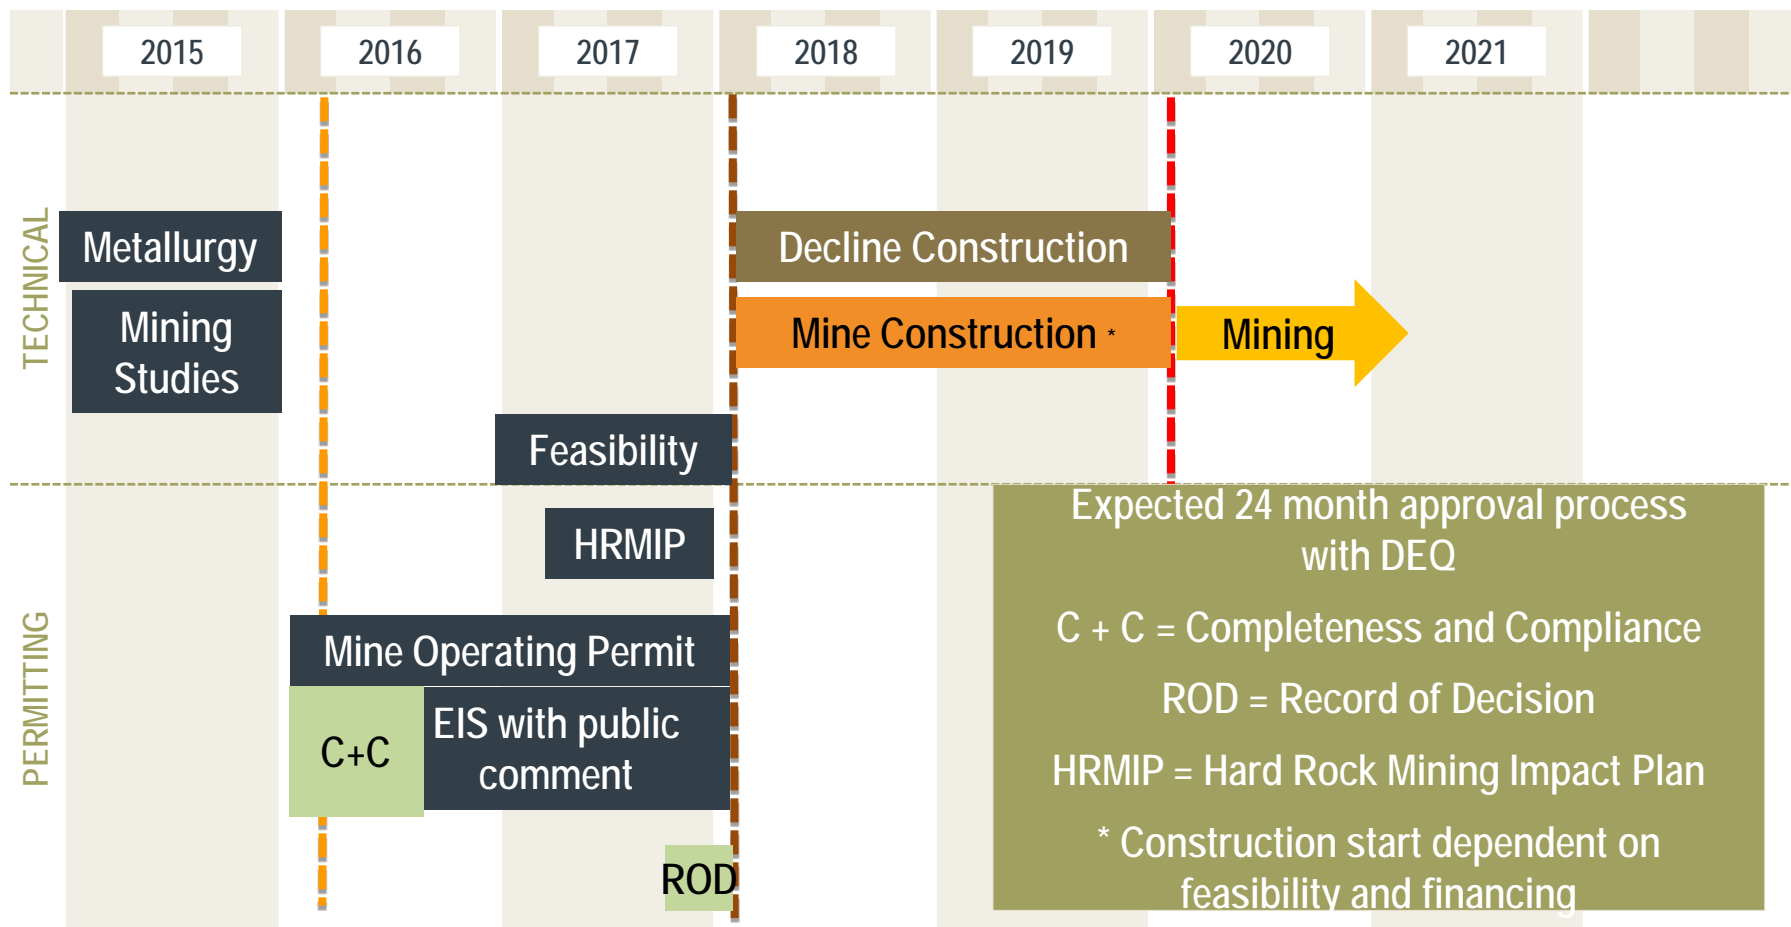 2015
2016
2017
2018
2019
2020
2021
TECHNICAL
Metallurgy
Decline Construction
Mining
Studies
Mine Construction *
Mining
Feasibility
PERMITTING
HRMIP
Mine Operating Permit
C+C
EIS with public
comment
ROD
Expected 24 month approval process
with DEQ
C + C = Completeness and Compliance
ROD = Record of Decision
HRMIP = Hard Rock Mining Impact Plan
* Construction start dependent on
feasibility and financing